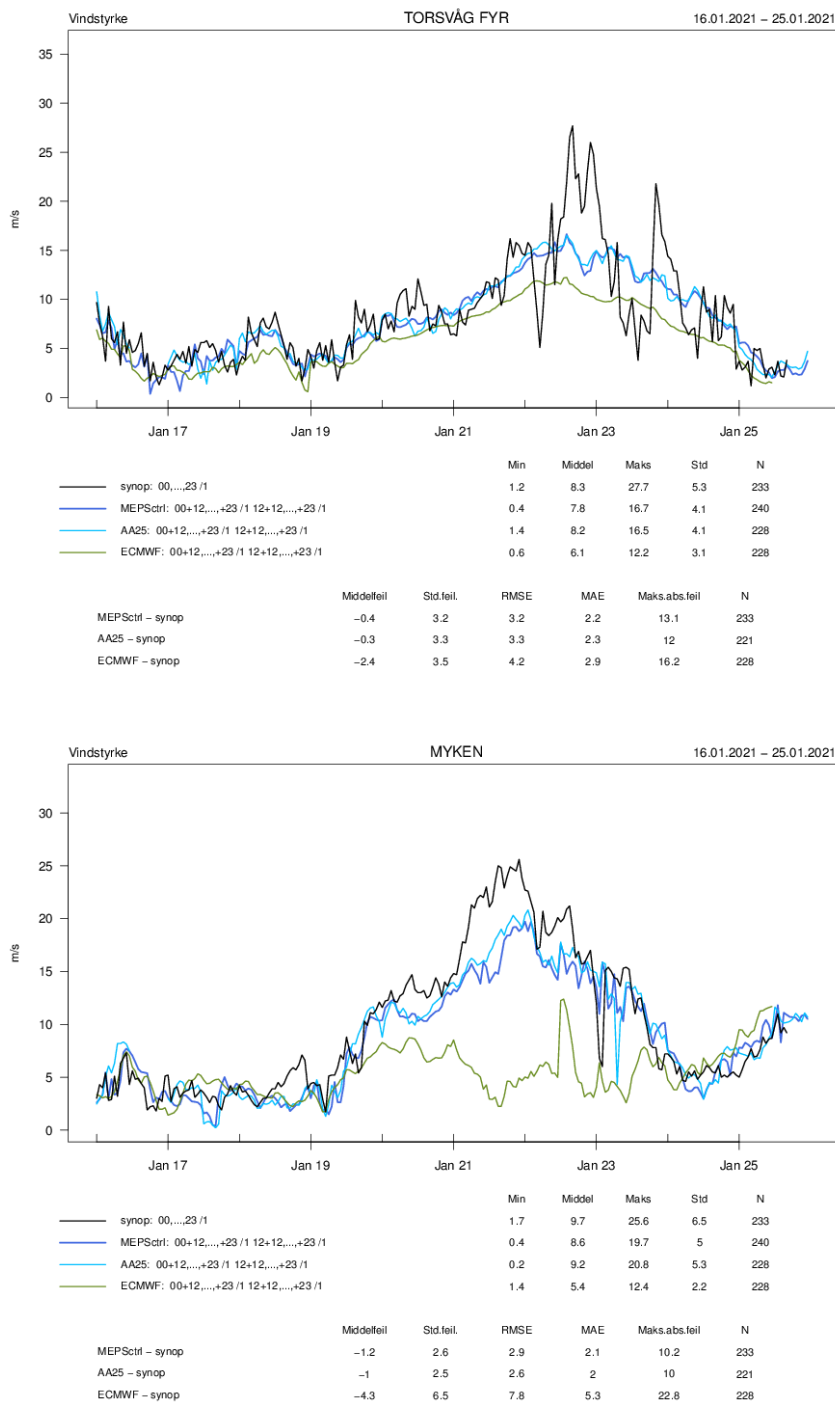 Vindstyrke TORSVÅG FYR 16.01.2021 − 25.01.2021
35
30
25
20
15
10
5
0
m/s
Jan 17 Jan 19 Jan 21 Jan 23 Jan 25
Min Middel Maks Std N
synop: 00,...,23 /1 1.2 8.3 27.7 5.3 233
MEPSctrl: 00+12,...,+23 /1 12+12,...,+23 /1 0.4 7.8 16.7 4.1 240
AA25: 00+12,...,+23 /1 12+12,...,+23 /1 1.4 8.2 16.5 4.1 228
ECMWF: 00+12,...,+23 /1 12+12,...,+23 /1 0.6 6.1 12.2 3.1 228
Middelfeil Std.feil. RMSE MAE Maks.abs.feil N
MEPSctrl − synop −0.4 3.2 3.2 2.2 13.1 233
AA25 − synop −0.3 3.3 3.3 2.3 12 221
ECMWF − synop −2.4 3.5 4.2 2.9 16.2 228
Vindstyrke MYKEN 16.01.2021 − 25.01.2021
30
25
20
15
10
5
0
m/s
Jan 17 Jan 19 Jan 21 Jan 23 Jan 25
Min Middel Maks Std N
synop: 00,...,23 /1 1.7 9.7 25.6 6.5 233
MEPSctrl: 00+12,...,+23 /1 12+12,...,+23 /1 0.4 8.6 19.7 5 240
AA25: 00+12,...,+23 /1 12+12,...,+23 /1 0.2 9.2 20.8 5.3 228
ECMWF: 00+12,...,+23 /1 12+12,...,+23 /1 1.4 5.4 12.4 2.2 228
Middelfeil Std.feil. RMSE MAE Maks.abs.feil N
MEPSctrl − synop −1.2 2.6 2.9 2.1 10.2 233
AA25 − synop −1 2.5 2.6 2 10 221
ECMWF − synop −4.3 6.5 7.8 5.3 22.8 228